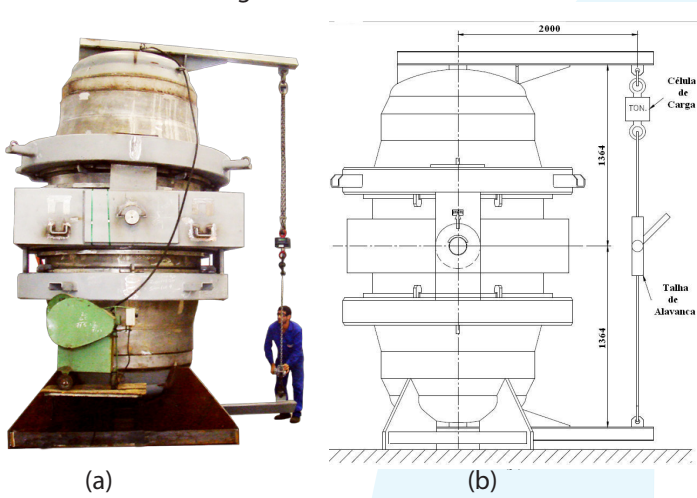 2000
Célula
de
Carga
TON.
1364
Talha
de
Alavanca
1364
(a)
(b)